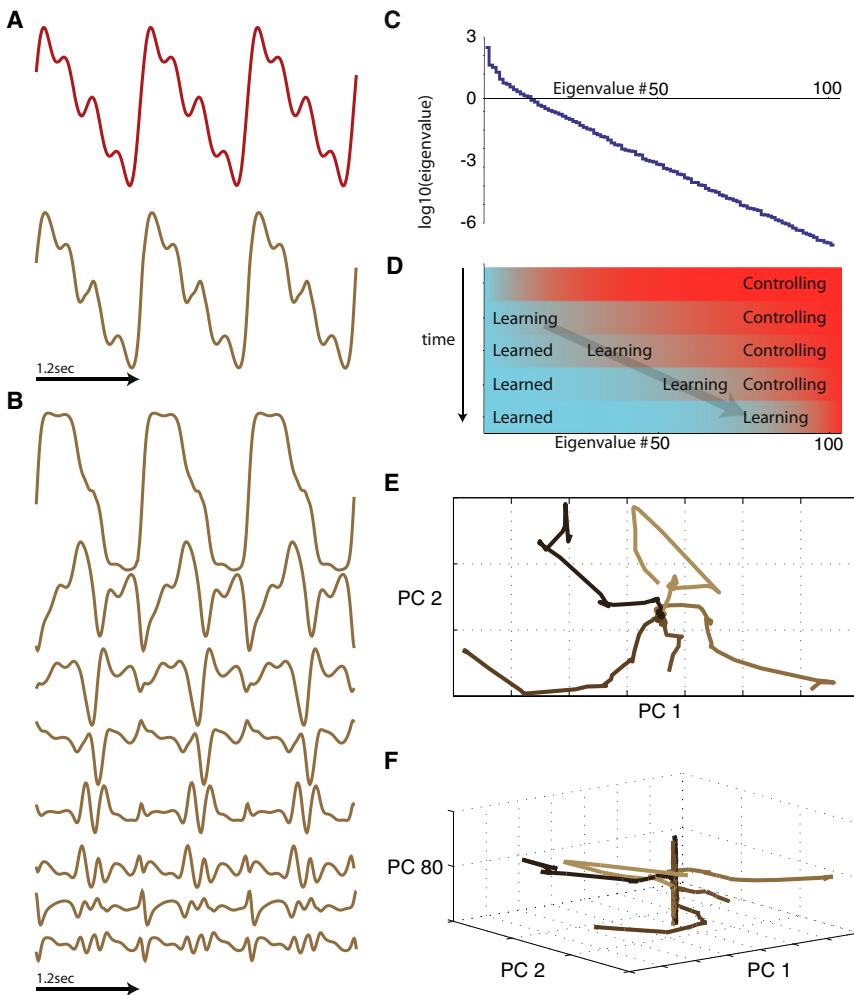 A
1.2sec
B
1.2sec
C
3
0
-3
-6
log10(eigenvalue)
Eigenvalue #50
100
D
time
Controlling
Learning Controlling
Learned Learning Controlling
Learned Learning Controlling
Learned Learning
Eigenvalue #50
100
E
PC 2
PC 1
F
PC 80
PC 2
PC 1